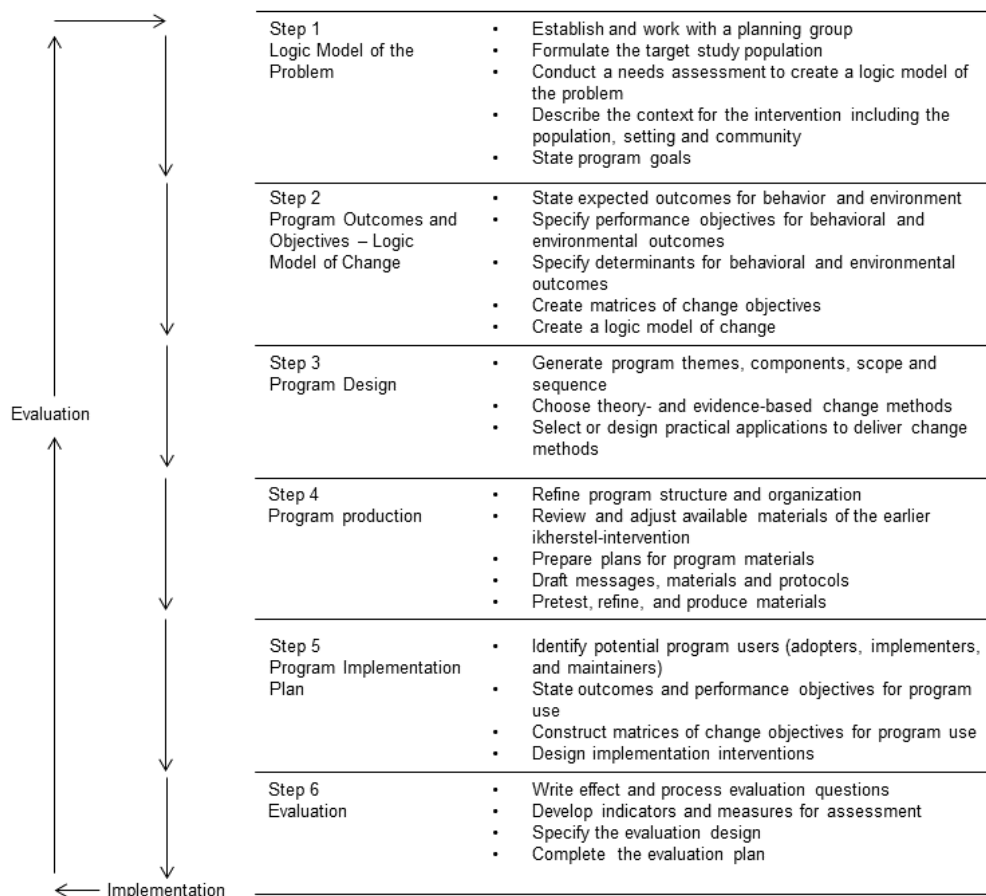 Step 1
Logic Model of the
Problem
• Establish and work with a planning group
• Formulate the target study population
• Conduct a needs assessment to create a logic model of
the problem
• Describe the context for the intervention including the
population, setting and community
• State program goals
Step 2
Program Outcomes and
Objectives – Logic
Model of Change
• State expected outcomes for behavior and environment
• Specify performance objectives for behavioral and
environmental outcomes
• Specify determinants for behavioral and environmental
outcomes
• Create matrices of change objectives
• Create a logic model of change
Step 3
Program Design
• Generate program themes, components, scope and
sequence
• Choose theory- and evidence-based change methods
• Select or design practical applications to deliver change
methods
Evaluation
Step 4
Program production
• Refine program structure and organization
• Review and adjust available materials of the earlier
ikherstel-intervention
• Prepare plans for program materials
• Draft messages, materials and protocols
• Pretest, refine, and produce materials
Step 5
Program Implementation
Plan
• Identify potential program users (adopters, implementers,
and maintainers)
• State outcomes and performance objectives for program
use
• Construct matrices of change objectives for program use
• Design implementation interventions
Step 6
Evaluation
• Write effect and process evaluation questions
• Develop indicators and measures for assessment
• Specify the evaluation design
• Complete the evaluation plan
Implementation